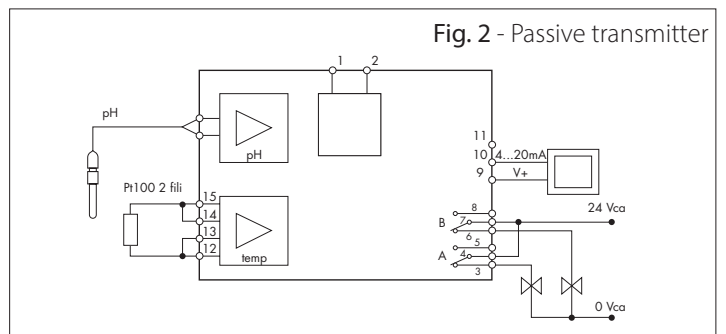 Fig. 2 - Passive transmitter
1 2
pH
pH
11
10 4...20mA
9 V+
Pt100 2 fili
15
14
13
12
temp
8
B 7
6
5
A 4
3
24 Vca
0 Vca